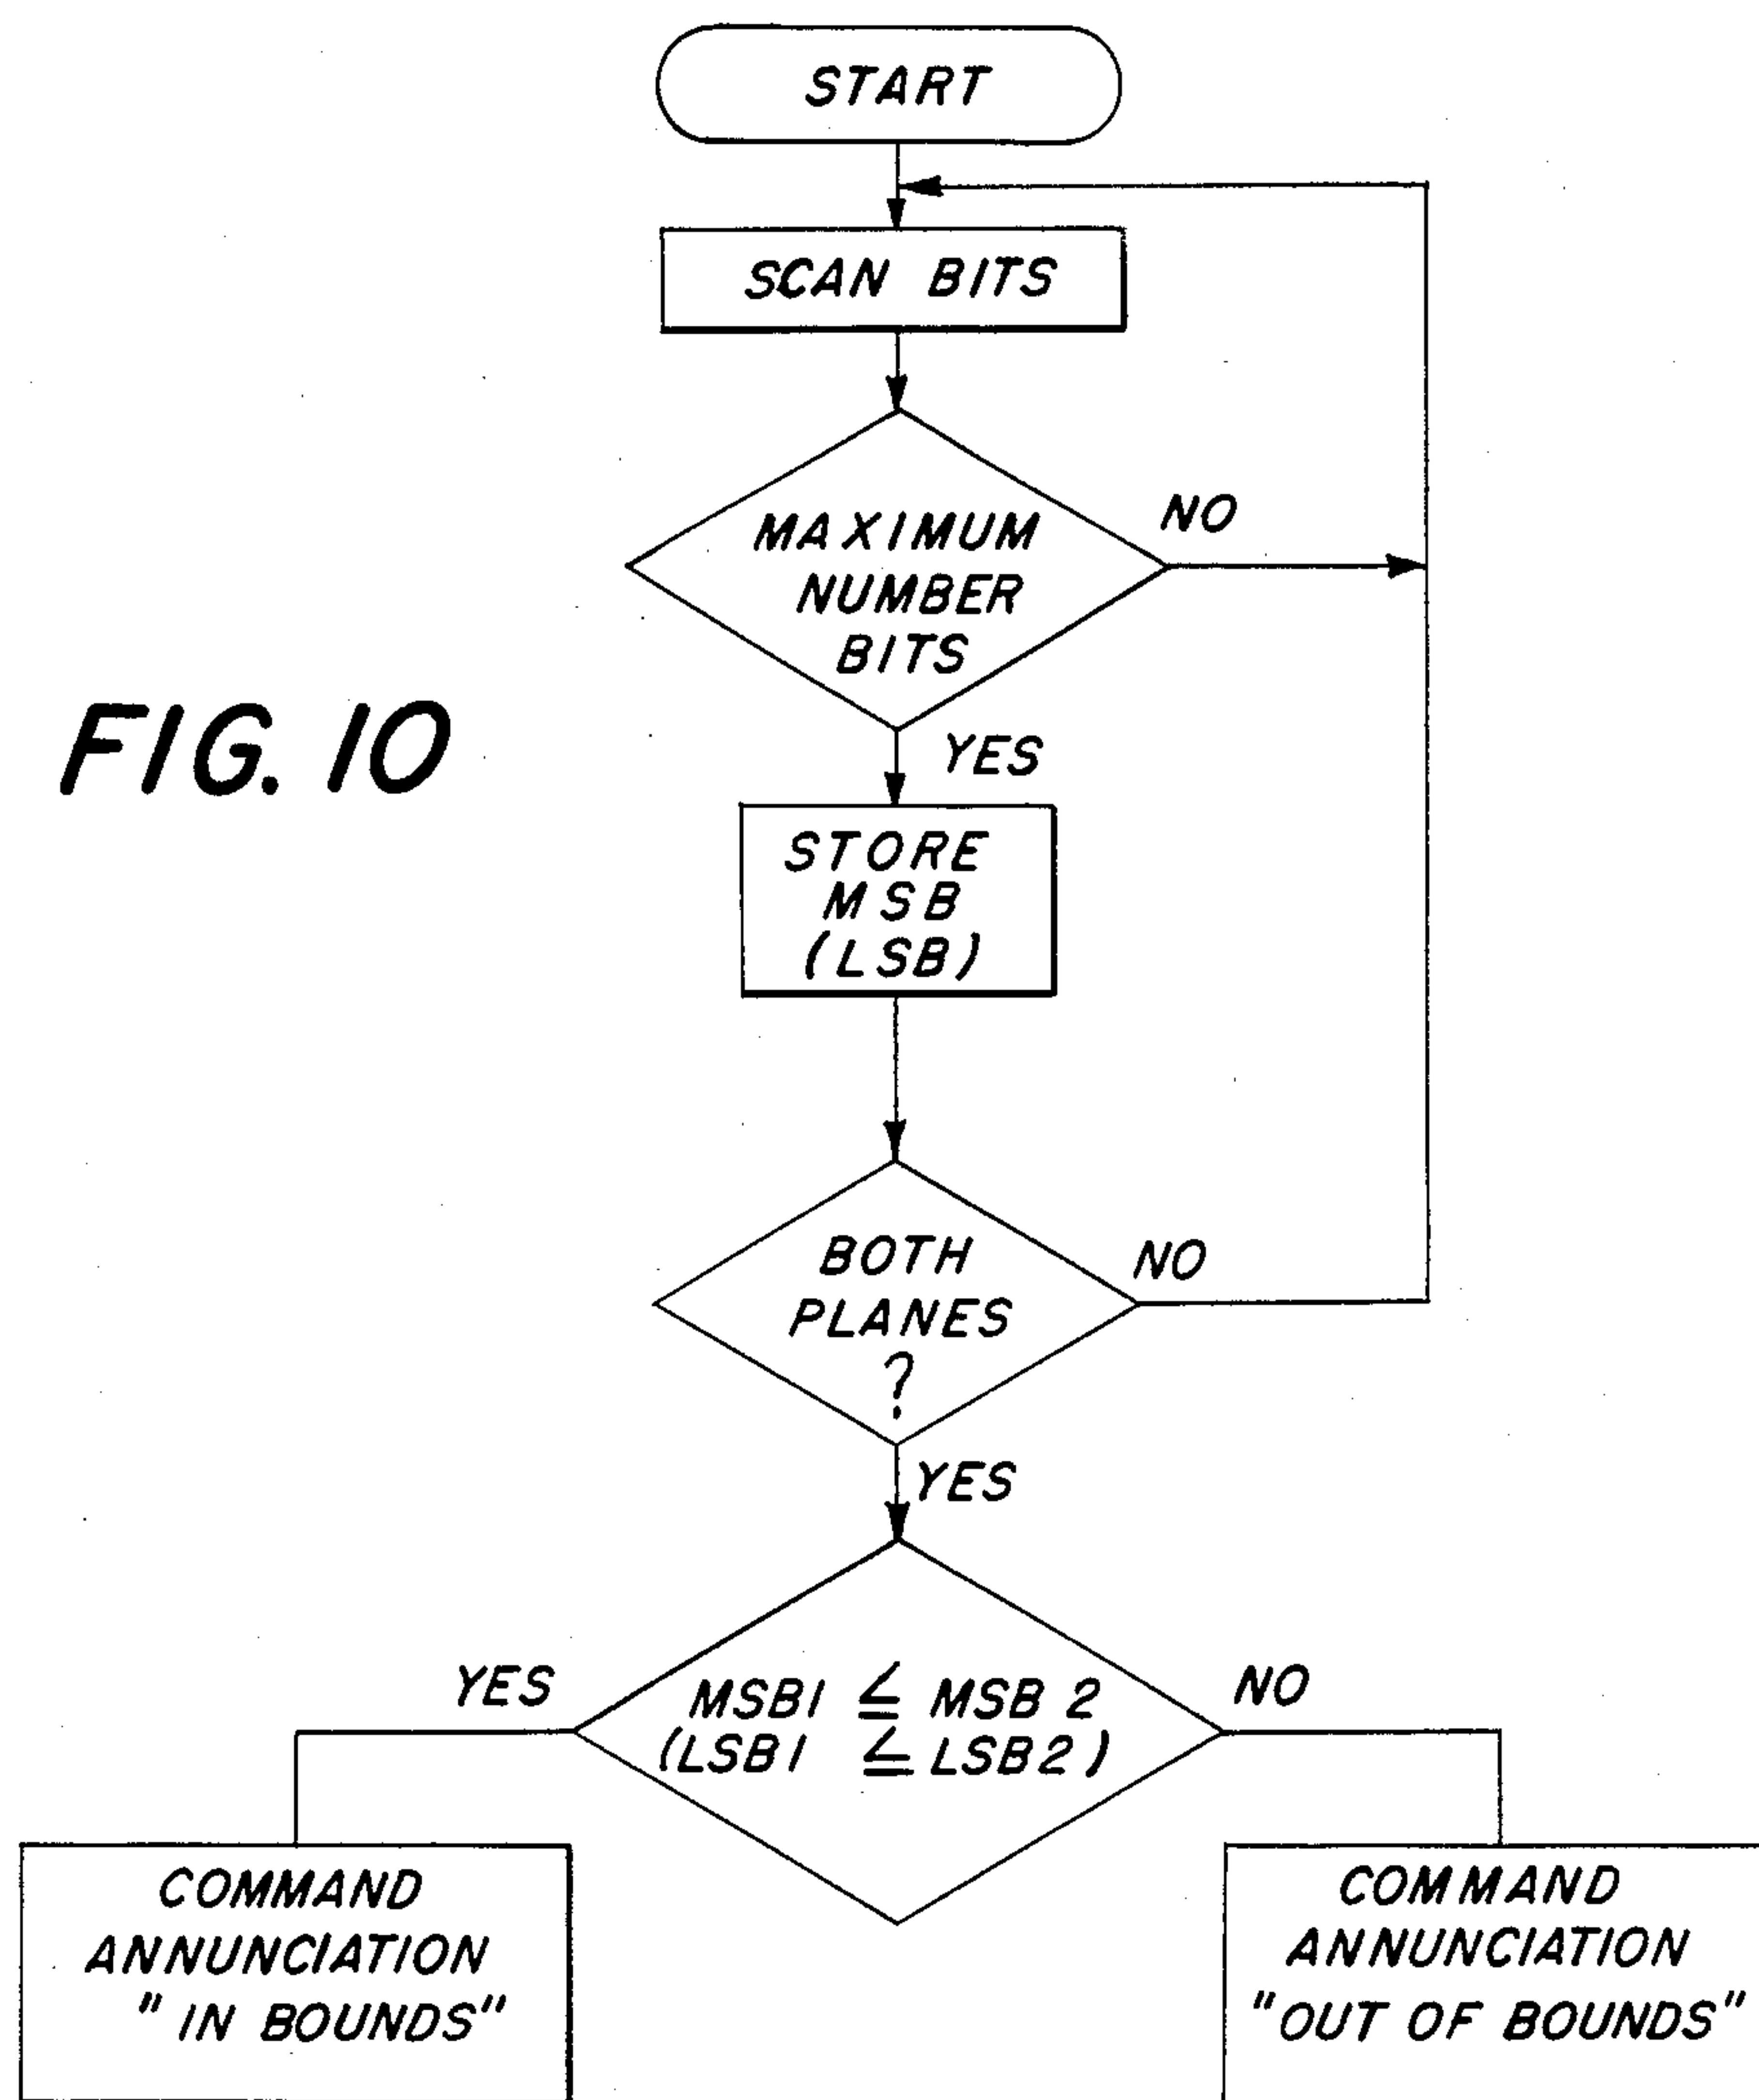 START
SCAN BITS
MAXIMUM
NUMBER
BITS
NO
YES
FIG. 10
STORE
MSB
(LSB)
BOTH
PLANES
?
NO
YES
YES
MSB1 ≤ MSB 2
(LSB1 ≤ LSB2)
NO
COMMAND
ANNUNCIATION
"IN BOUNDS"
COMMAND
ANNUNCIATION
"OUT OF BOUNDS"